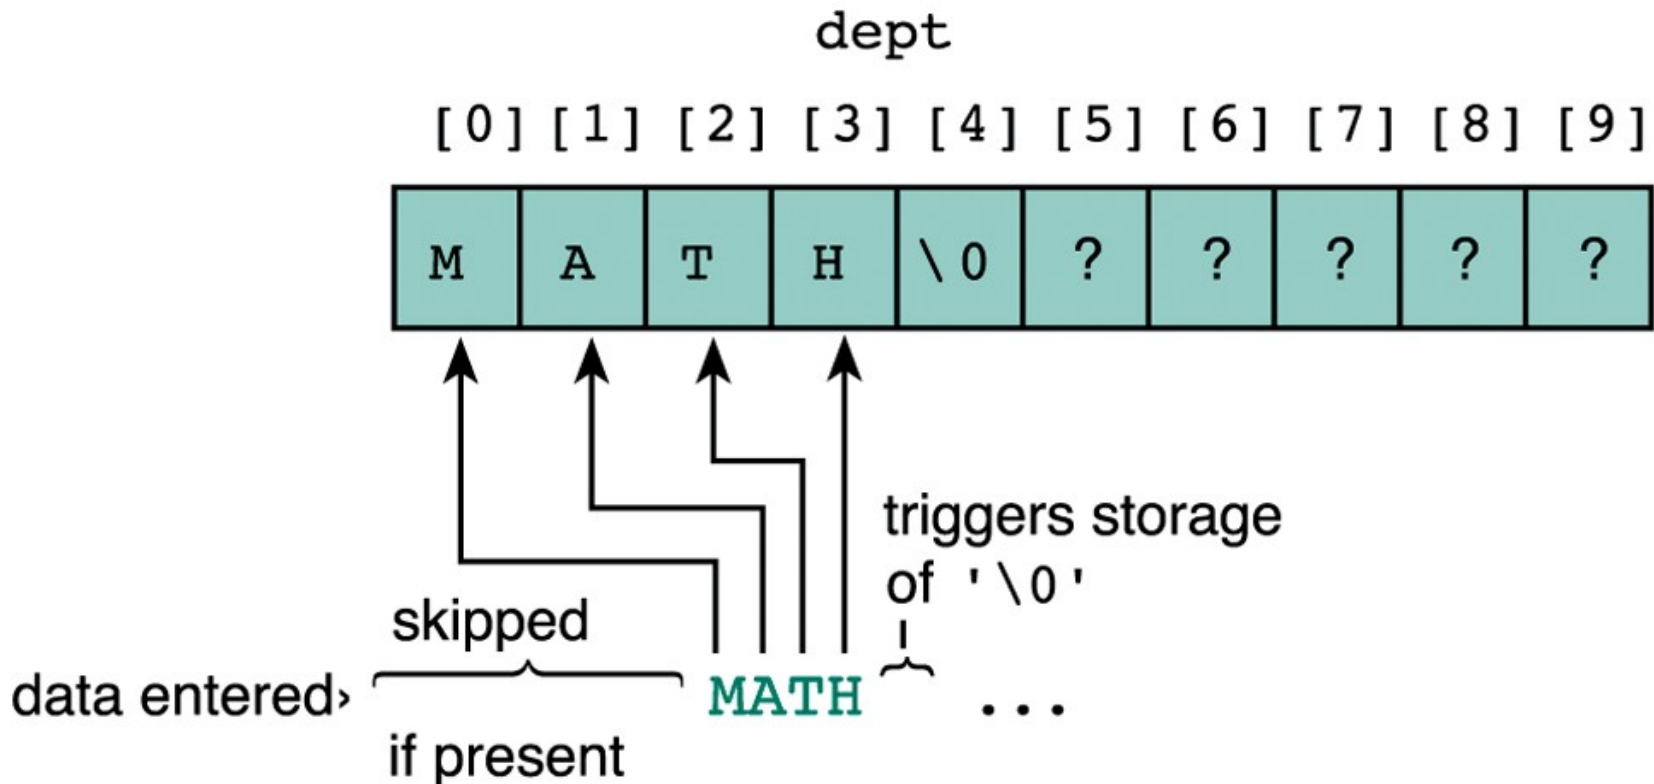 dept
[0] [1] [2] [3] [4] [5] [6] [7] [8] [9]
M A T H \0 ? ? ? ? ?
triggers storage
of '\0'
skipped
data entered› MATH ...
if present